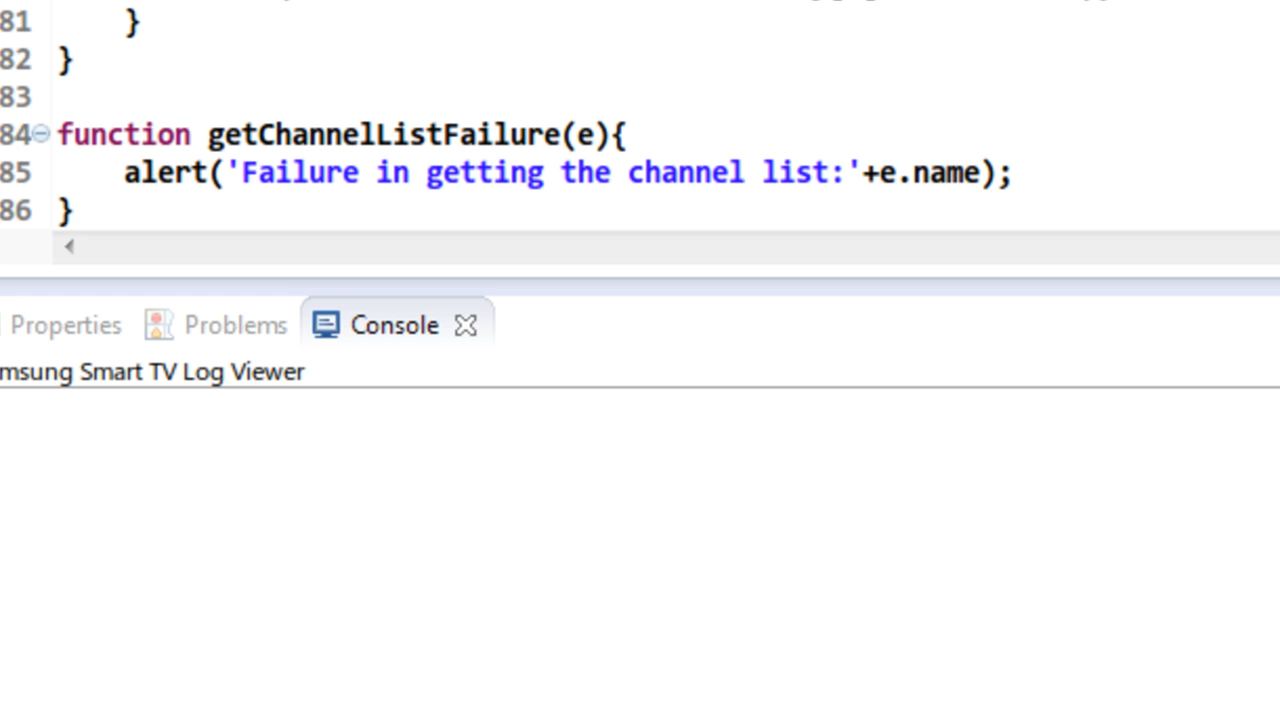 81 }
82 }
83
84 function getChannelListFailure(e){
85 alert('Failure in getting the channel list:'+e.name);
86 }
Properties Problems Console
msung Smart TV Log Viewer